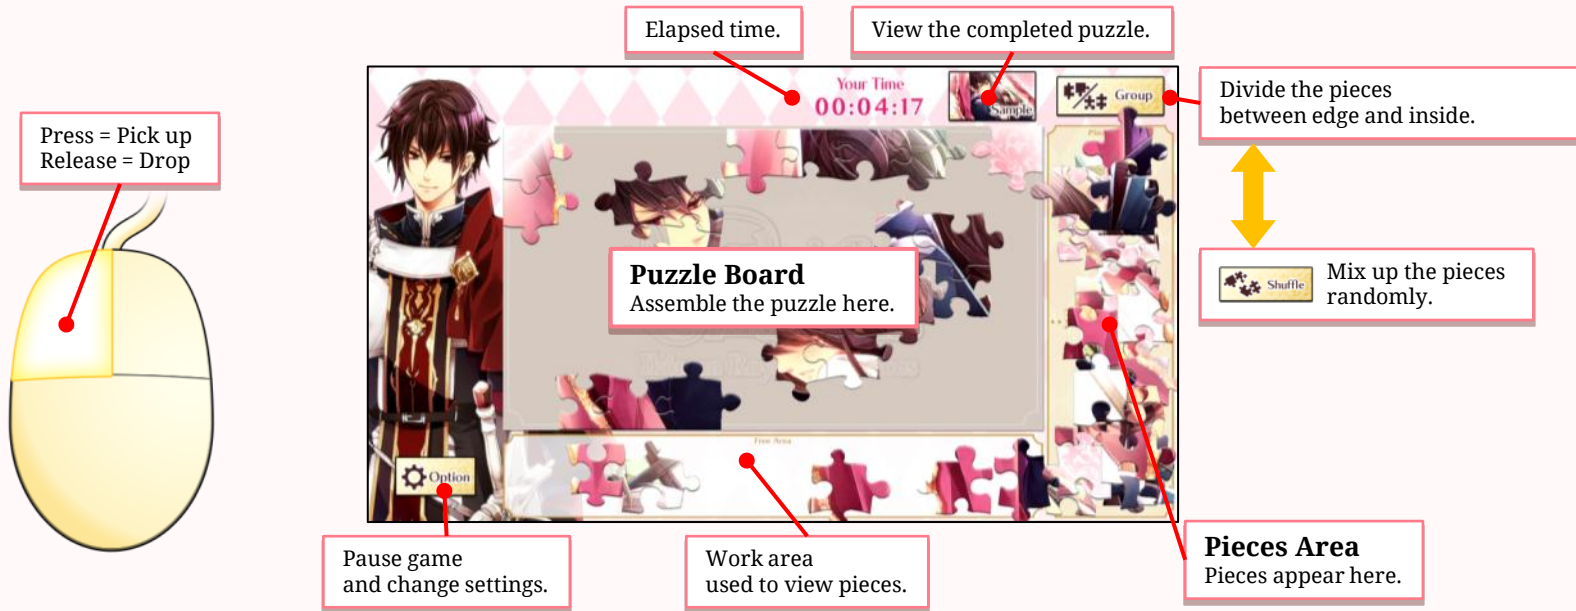 Elapsed time.
View the completed puzzle.
Press = Pick up
Release = Drop
Your Time
00:04:17
Sample
Group
Divide the pieces
between edge and inside.
Puzzle Board
Assemble the puzzle here.
Shuffle
Mix up the pieces
randomly.
Free Area
Option
Pause game
and change settings.
Work area
used to view pieces.
Pieces Area
Pieces appear here.